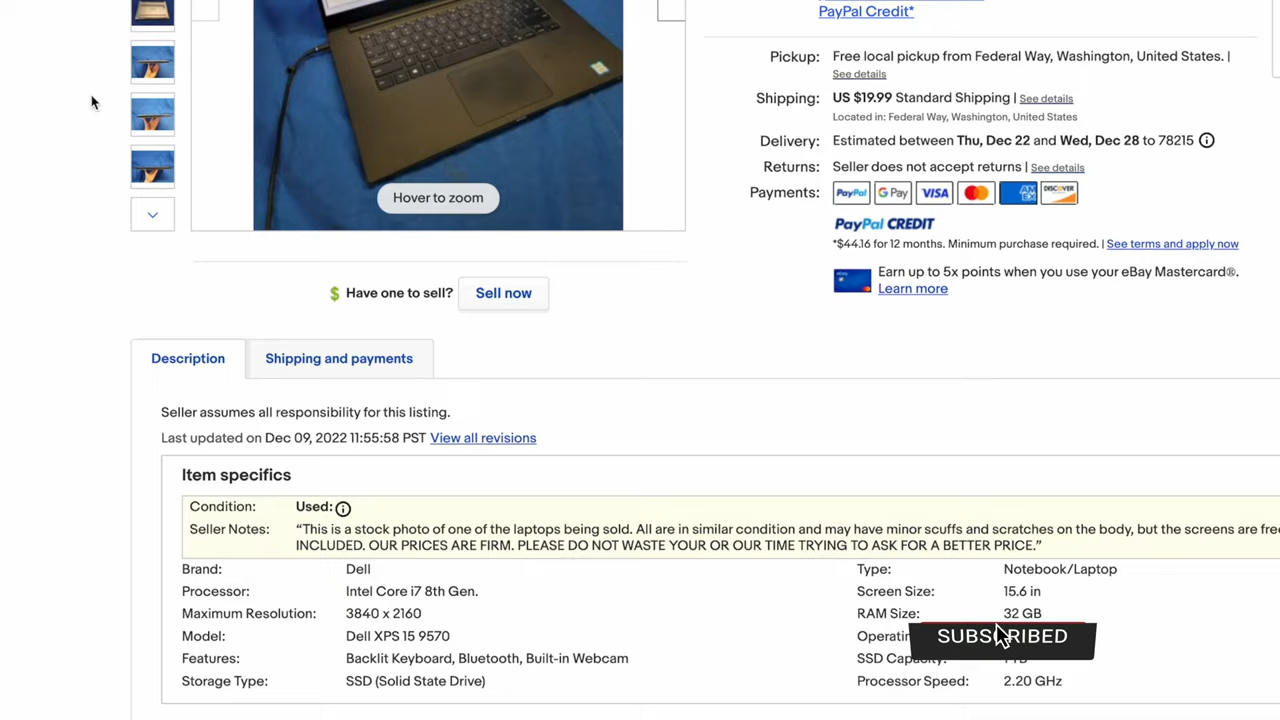 PayPal Credit*
Pickup: Free local pickup from Federal Way, Washington, United States. |
See details
Shipping: US $19.99 Standard Shipping | See details
Located in: Federal Way, Washington, United States
Delivery: Estimated between Thu, Dec 22 and Wed, Dec 28 to 78215
Returns: Seller does not accept returns | See details
Payments: PayPal G Pay VISA AMEX DISCOVER
PayPal CREDIT
*$44.16 for 12 months. Minimum purchase required. | See terms and apply now
Earn up to 5x points when you use your eBay Mastercard®.
Learn more
Hover to zoom
Have one to sell? Sell now
Description Shipping and payments
Seller assumes all responsibility for this listing.
Last updated on Dec 09, 2022 11:55:58 PST View all revisions
Item specifics
Condition: Used:
Seller Notes: “This is a stock photo of one of the laptops being sold. All are in similar condition and may have minor scuffs and scratches on the body, but the screens are free
INCLUDED. OUR PRICES ARE FIRM. PLEASE DO NOT WASTE YOUR OR OUR TIME TRYING TO ASK FOR A BETTER PRICE.”
Brand: Dell Type: Notebook/Laptop
Processor: Intel Core i7 8th Gen. Screen Size: 15.6 in
Maximum Resolution: 3840 x 2160 RAM Size: 32 GB
Model: Dell XPS 15 9570
SUBSCRIBED
Features: Backlit Keyboard, Bluetooth, Built-in Webcam SSD Capacity:
Storage Type: SSD (Solid State Drive) Processor Speed: 2.20 GHz